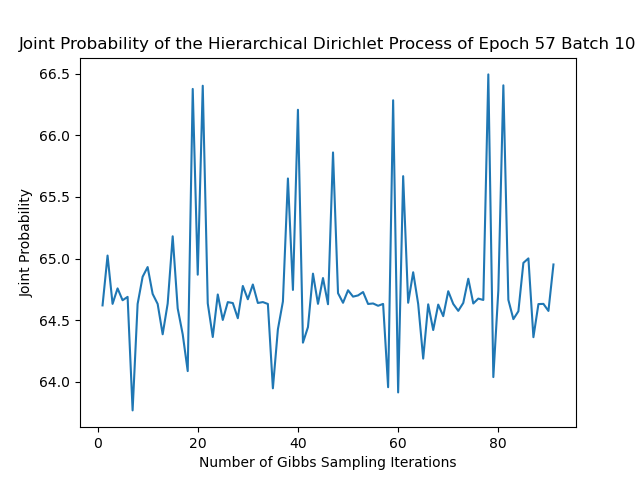 Joint Probability of the Hierarchical Dirichlet Process of Epoch 57 Batch 10
66.5
66.0
65.5
65.0
64.5
64.0
Joint Probability
0 20 40 60 80
Number of Gibbs Sampling Iterations